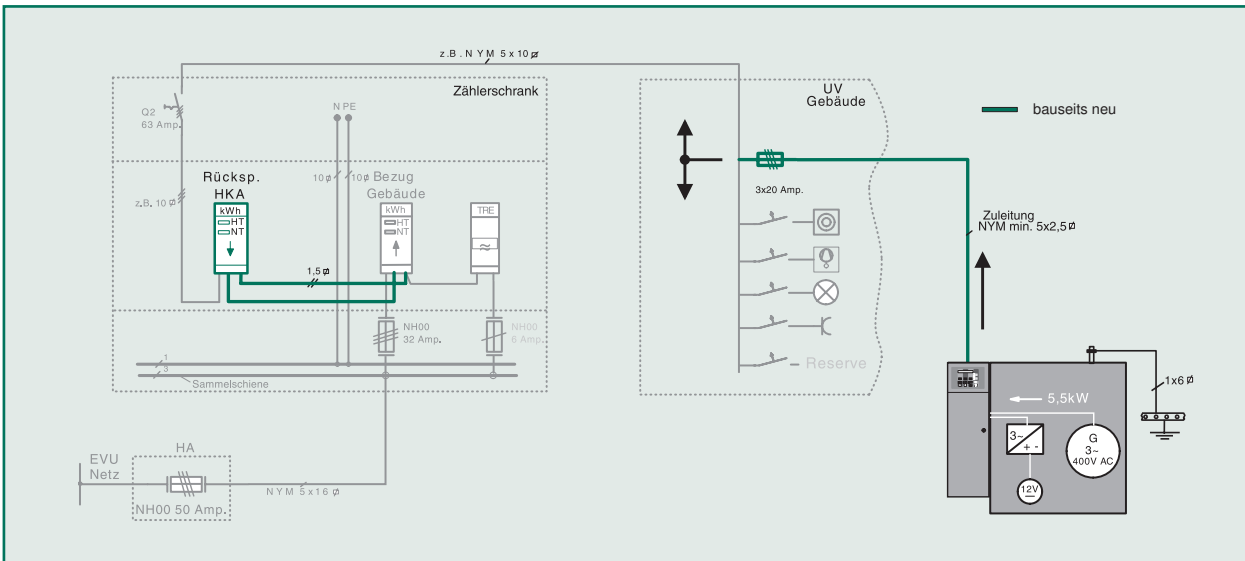 z.B. NYM 5x10⌀
Zählerschrank
Q2
63 Amp.
N PE
UV
Gebäude
bauseits neu
Rücksp.
HKA
10⌀
10⌀
Bezug
Gebäude
z.B. 10⌀
kWh
HT
NT
kWh
HT
NT
TRE
≈
3x20 Amp.
Zuleitung
NYM min. 5x2,5⌀
1,5⌀
NH00
32 Amp.
NH00
6 Amp.
1
3
Sammelschiene
Reserve
1x6⌀
5,5kW
3~
+ -
G
3~
400V AC
12V
HA
EVU
Netz
NYM 5x16⌀
NH00 50 Amp.